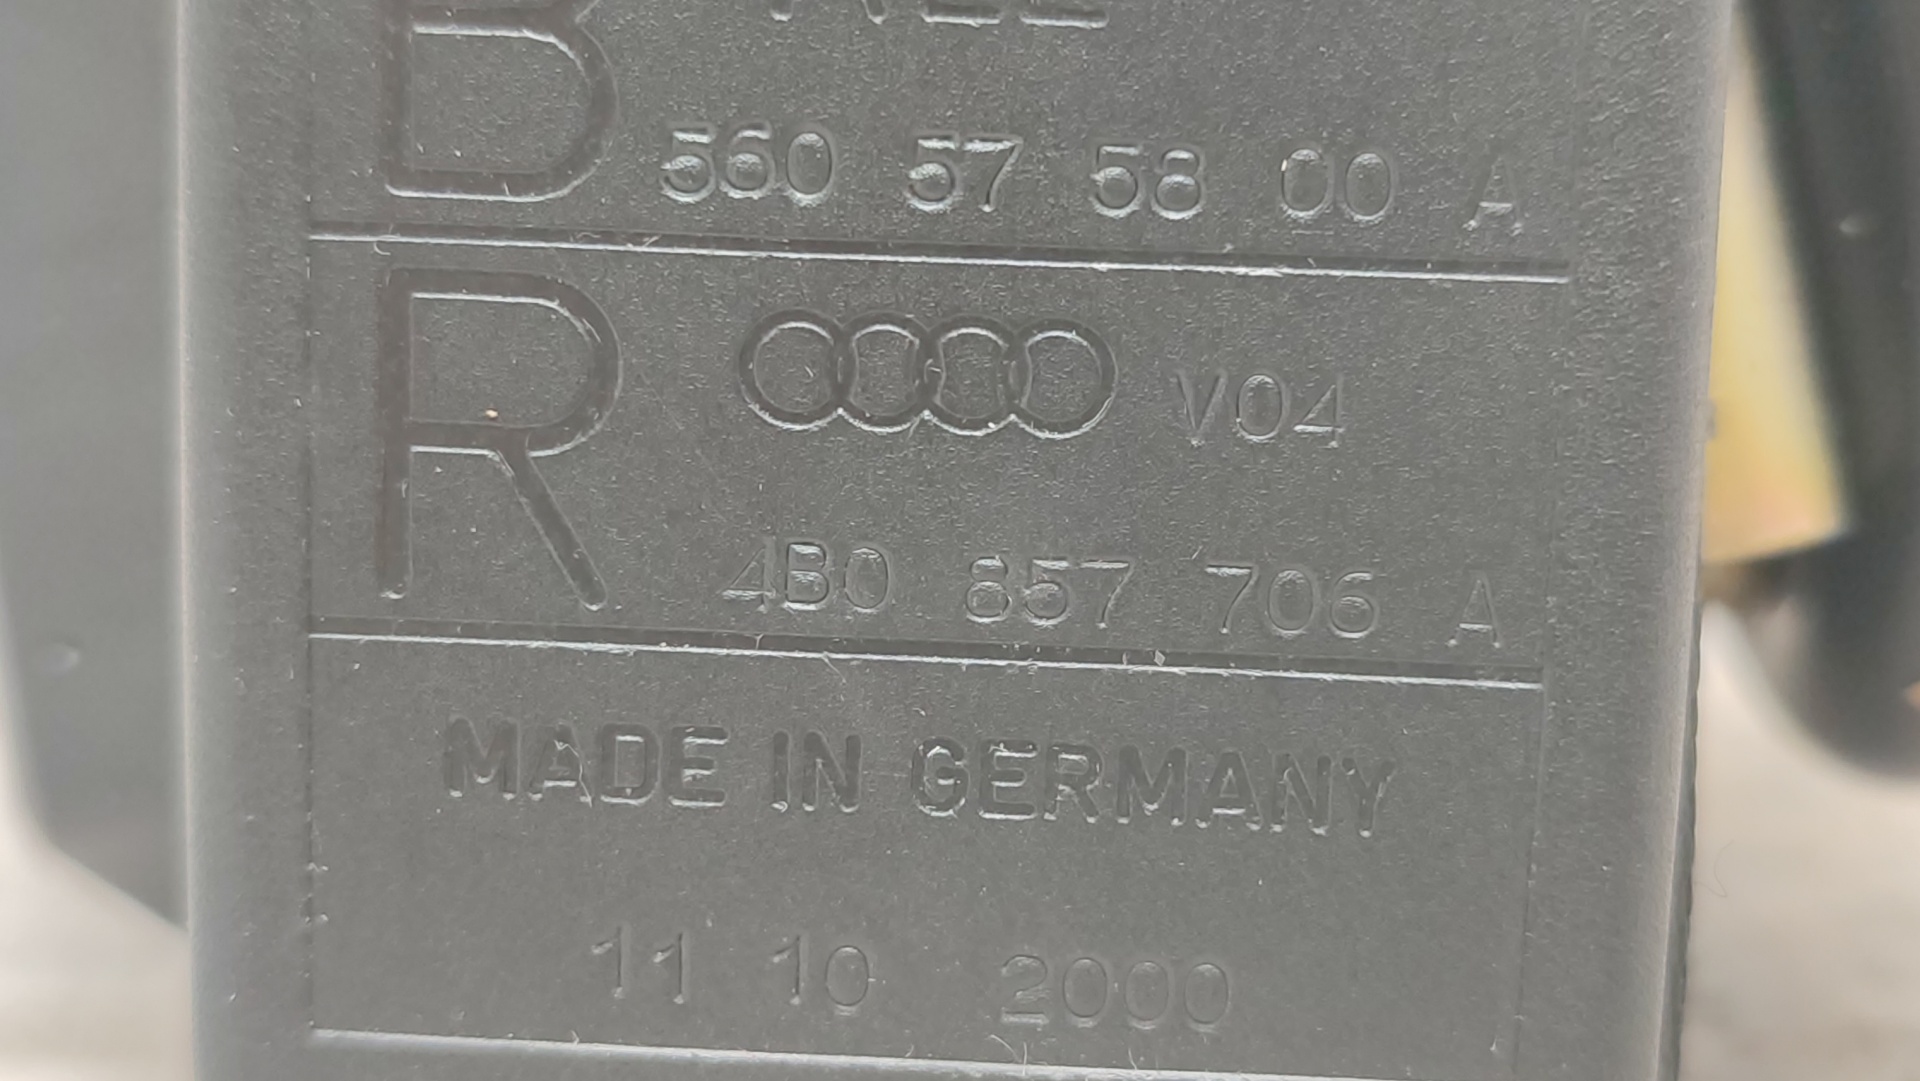 B
560 57 58 00 A
R V04
4B0 857 706 A
MADE IN GERMANY
11 10 2000